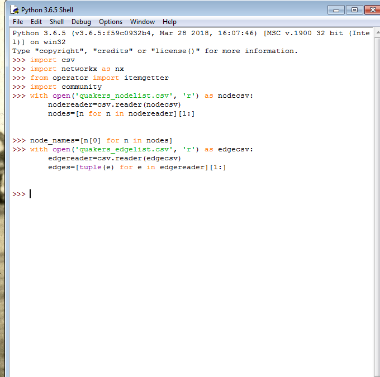 Python 3.6.5 Shell
File Edit Shell Debug Options Window Help
Python 3.6.5 (v3.6.5:f59c0932b4, Mar 28 2018, 16:07:46) [MSC v.1900 32 bit (Inte
l)] on win32
Type "copyright", "credits" or "license()" for more information.
>>> import csv
>>> import networkx as nx
>>> from operator import itemgetter
>>> import community
>>> with open('quakers_nodelist.csv', 'r') as nodecsv:
nodereader=csv.reader(nodecsv)
nodes=[n for n in nodereader][1:]
>>> node_names=[n[0] for n in nodes]
>>> with open('quakers_edgelist.csv', 'r') as edgecsv:
edgereader=csv.reader(edgecsv)
edges=[tuple(e) for e in edgereader][1:]
>>>